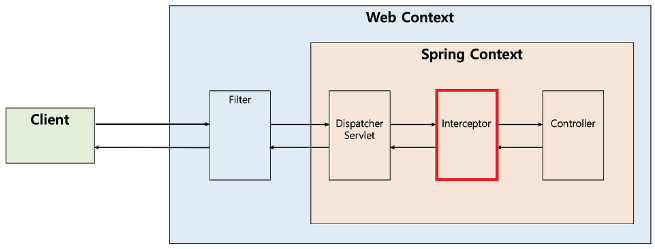 Web Context
Spring Context
Client
Filter
Dispatcher
Servlet
Interceptor
Controller